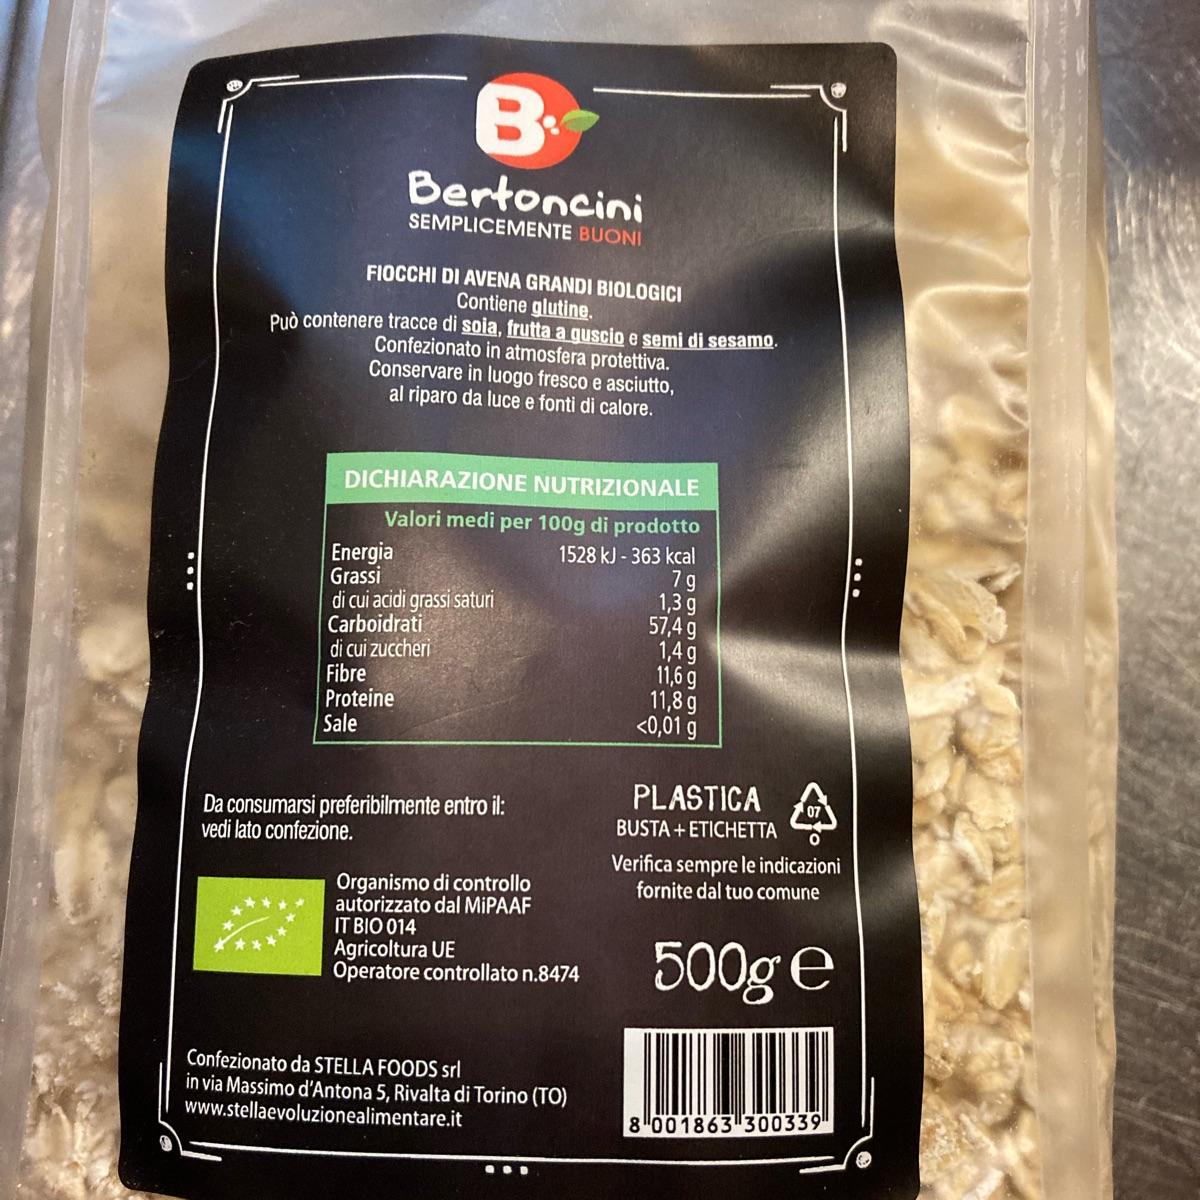 B
Bertoncini
SEMPLICEMENTE BUONI
FIOCCHI DI AVENA GRANDI BIOLOGICI
Contiene glutine.
Può contenere tracce di soia, frutta a guscio e semi di sesamo.
Confezionato in atmosfera protettiva.
Conservare in luogo fresco e asciutto,
al riparo da luce e fonti di calore.
DICHIARAZIONE NUTRIZIONALE
Valori medi per 100g di prodotto
Energia 1528 kJ - 363 kcal
Grassi 7 g
di cui acidi grassi saturi 1,3 g
Carboidrati 57,4 g
di cui zuccheri 1,4 g
Fibre 11,6 g
Proteine 11,8 g
Sale <0,01 g
Da consumarsi preferibilmente entro il:
vedi lato confezione.
PLASTICA
BUSTA + ETICHETTA
07
O
Verifica sempre le indicazioni
fornite dal tuo comune
Organismo di controllo
autorizzato dal MiPAAF
IT BIO 014
Agricoltura UE
Operatore controllato n.8474
500g e
Confezionato da STELLA FOODS srl
in via Massimo d'Antona 5, Rivalta di Torino (TO)
www.stellaevoluzionealimentare.it
8 001863 300339